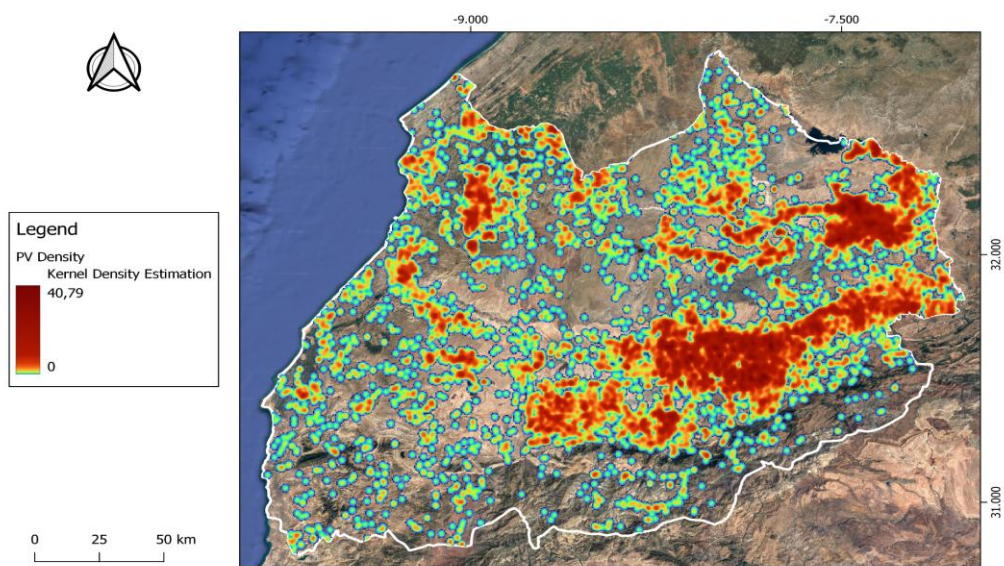 -9.000
-7.500
Legend
PV Density
Kernel Density Estimation
40,79
0
32.000
31.000
0 25 50 km